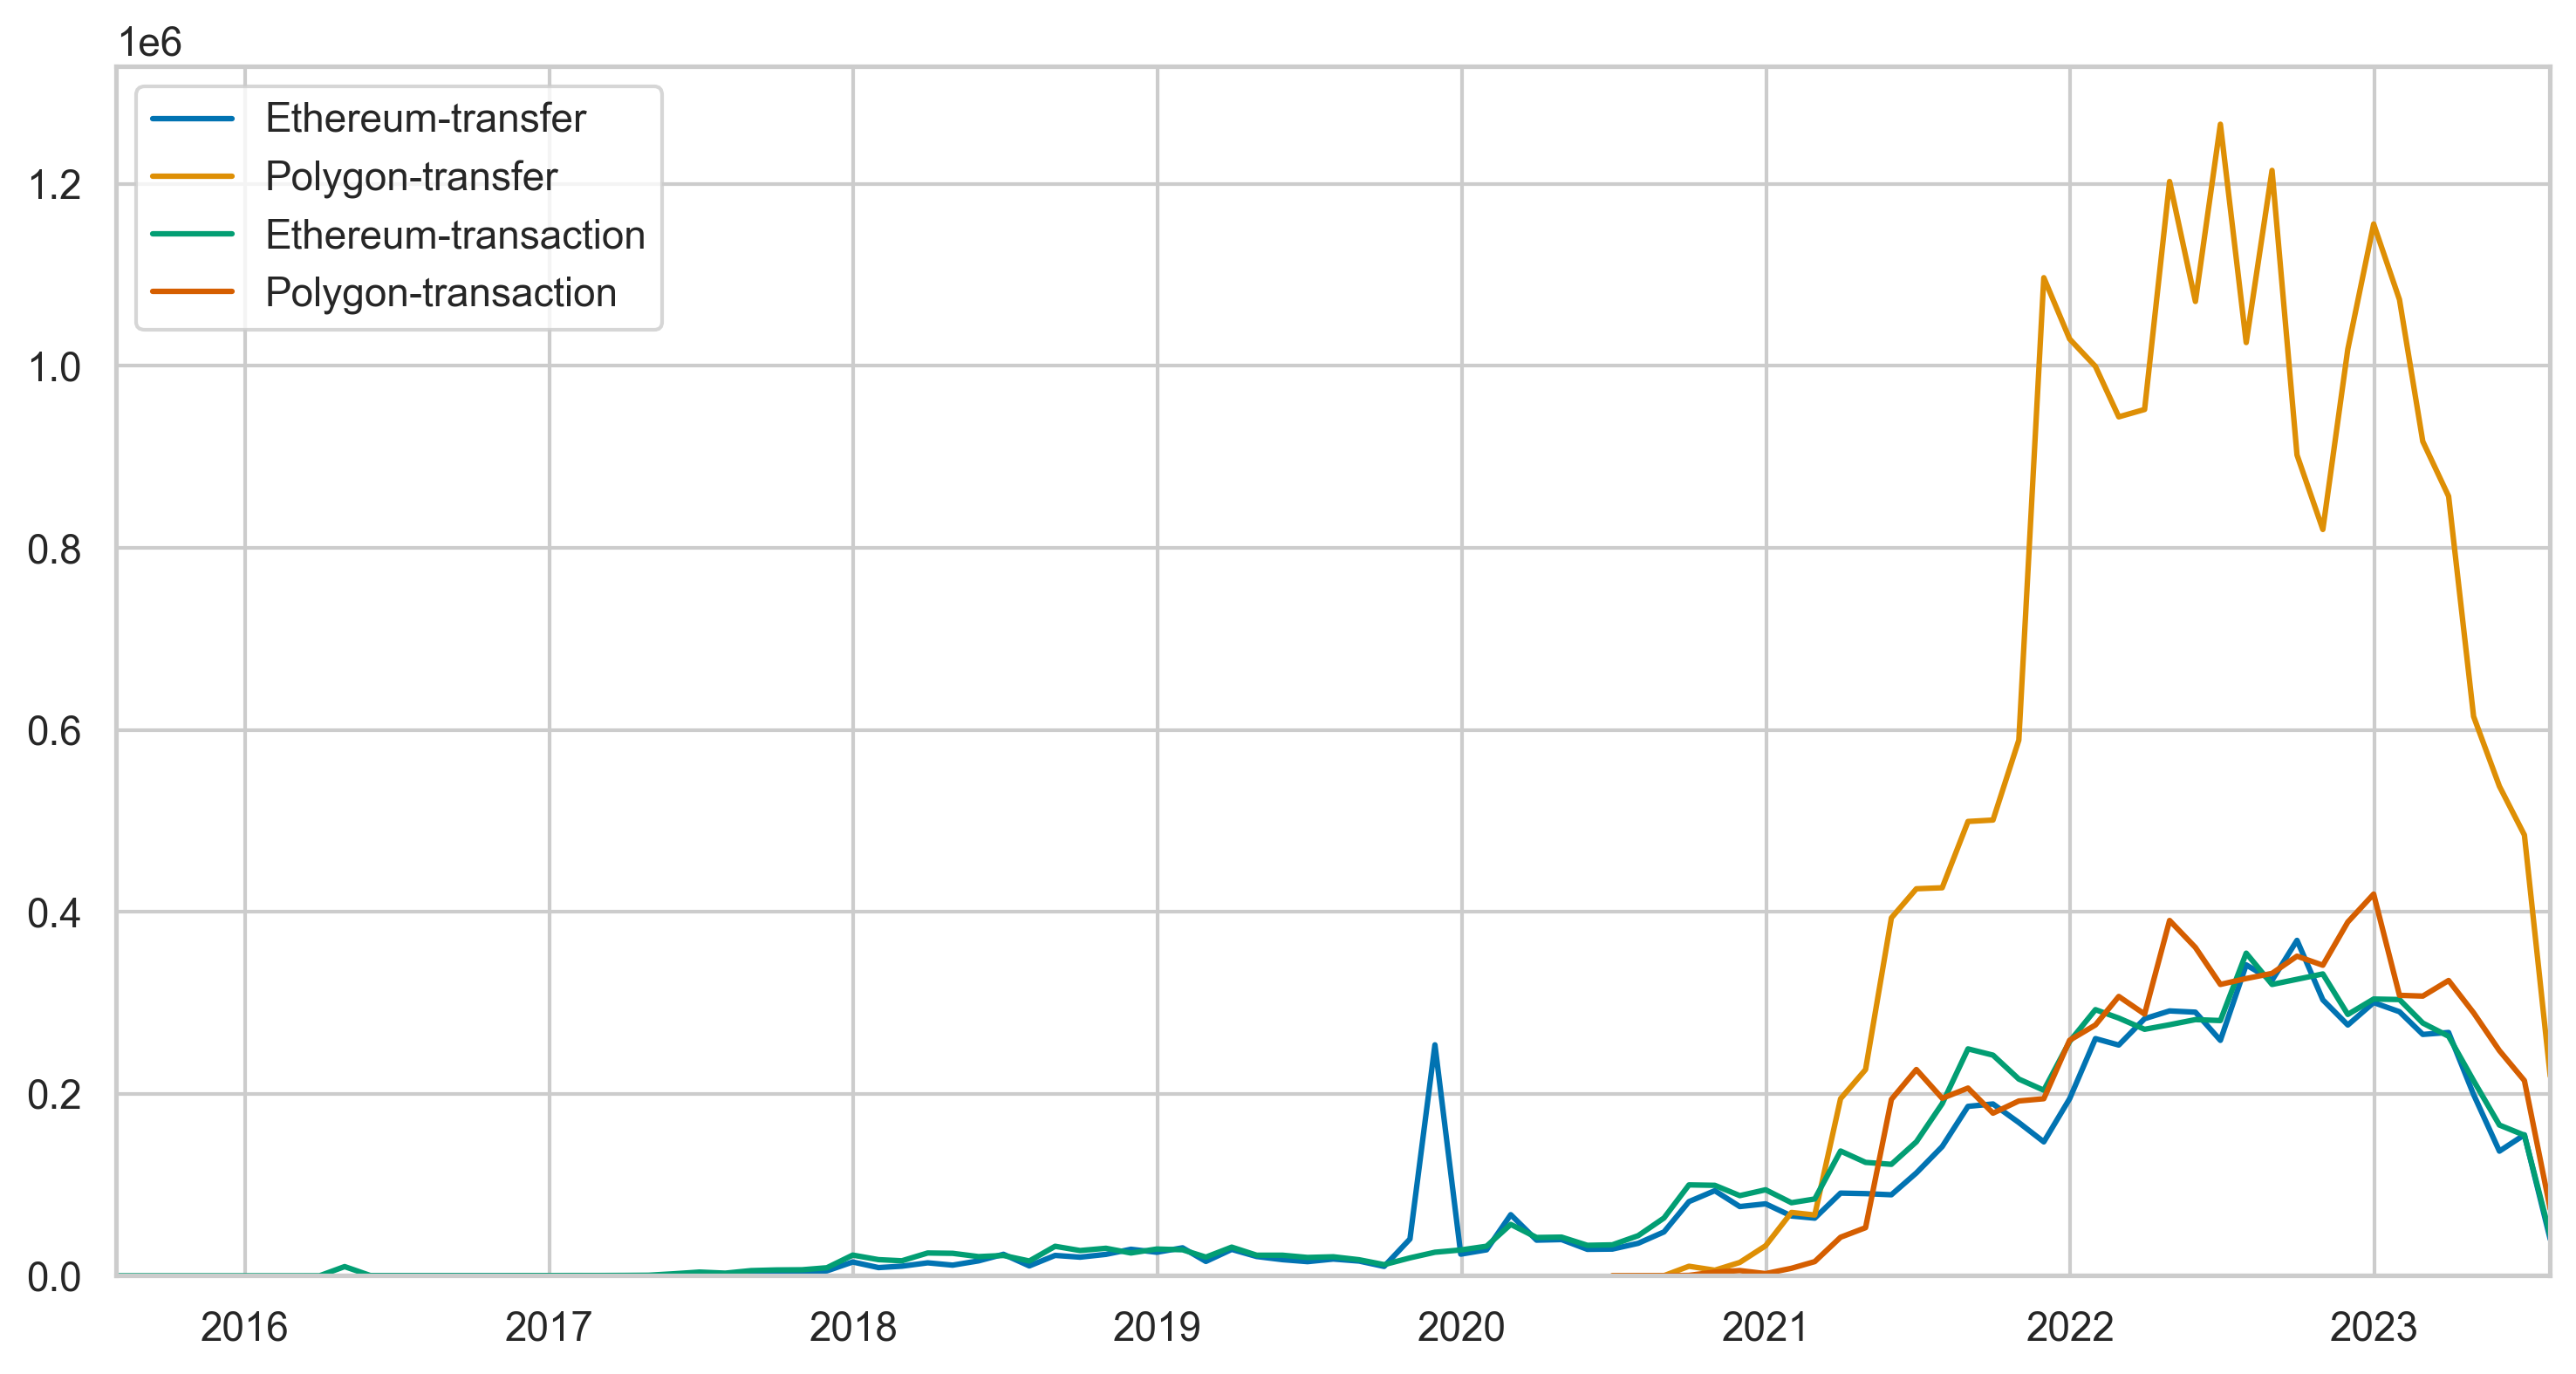 1e6
Ethereum-transfer
Polygon-transfer
Ethereum-transaction
Polygon-transaction
1.2
1.0
0.8
0.6
0.4
0.2
0.0
2016 2017 2018 2019 2020 2021 2022 2023